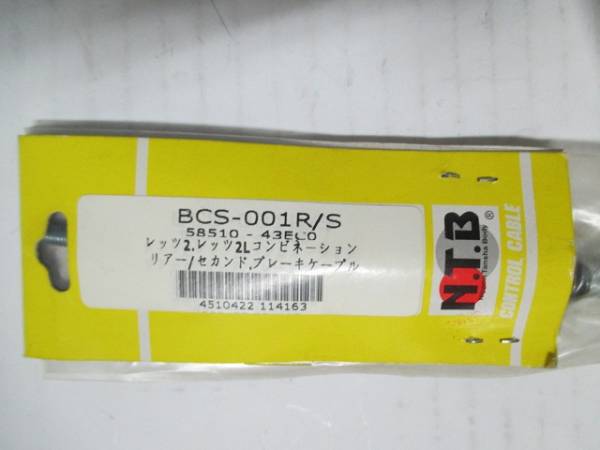 BCS-001R/S
58510-43EC0
レッツ2.レッツ2Lコンビネーション
リアー/セカンド.ブレーキケーブル
4510422 114163
N.T.B®
Tansha Body
CONTROL CABLE